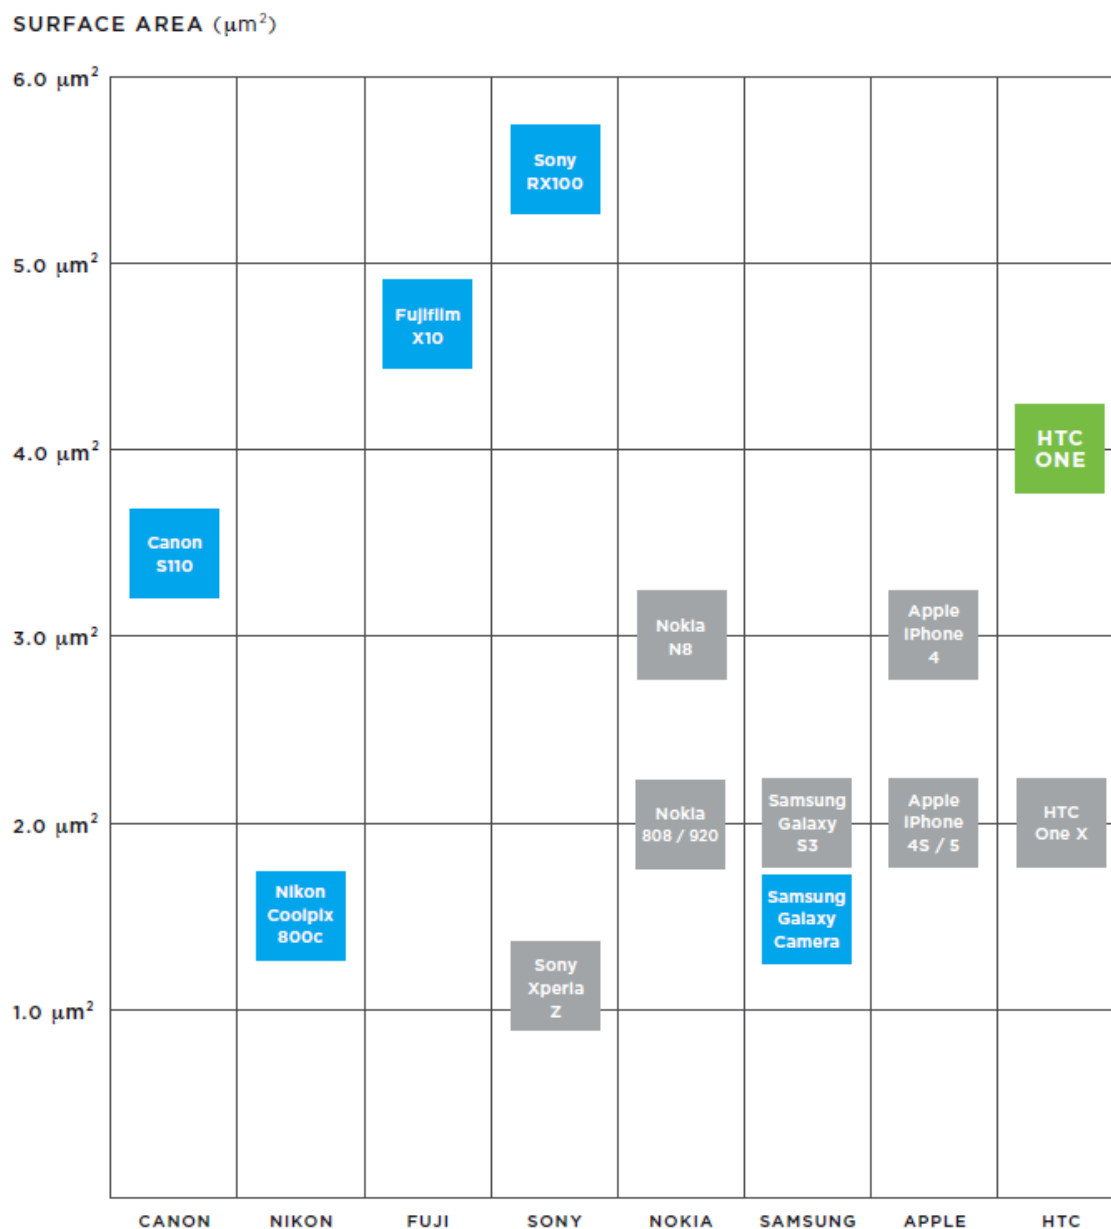 SURFACE AREA (μm²)
6.0 μm²
Sony
RX100
5.0 μm²
Fujifilm
X10
HTC
ONE
4.0 μm²
Canon
S110
Nokia
N8
Apple
iPhone
4
3.0 μm²
Nokia
808 / 920
Samsung
Galaxy
S3
Apple
iPhone
4S / 5
HTC
One X
2.0 μm²
Nikon
Coolpix
800c
Samsung
Galaxy
Camera
Sony
Xperia
Z
1.0 μm²
CANON NIKON FUJI SONY NOKIA SAMSUNG APPLE HTC